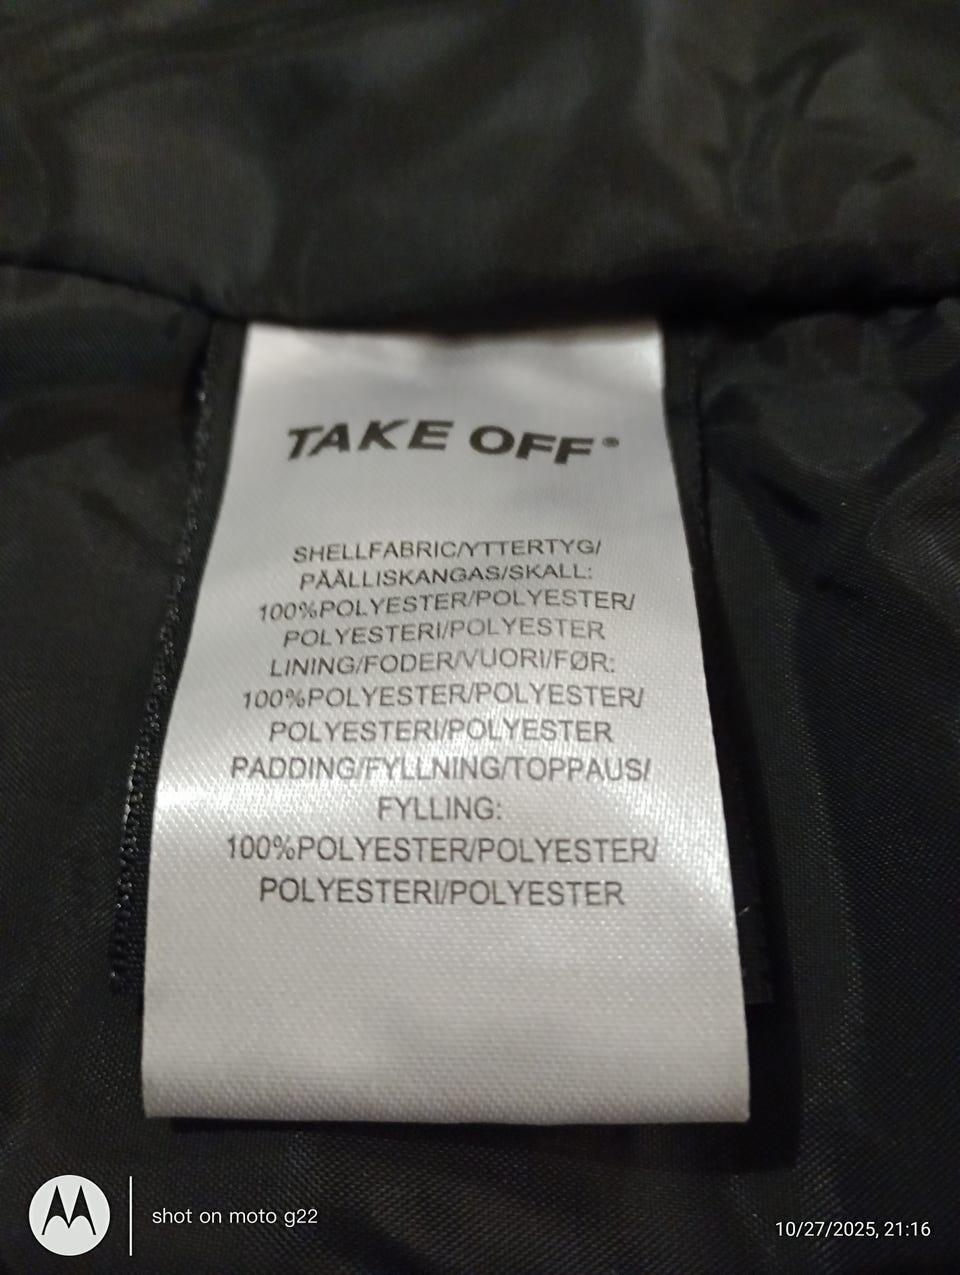 TAKE OFF®
SHELLFABRIC/YTTERTYG/
PÄÄLLISKANGAS/SKALL:
100%POLYESTER/POLYESTER/
POLYESTERI/POLYESTER
LINING/FODER/VUORI/FØR:
100%POLYESTER/POLYESTER/
POLYESTERI/POLYESTER
PADDING/FYLLNING/TOPPAUS/
FYLLING:
100%POLYESTER/POLYESTER/
POLYESTERI/POLYESTER
shot on moto g22
10/27/2025, 21:16